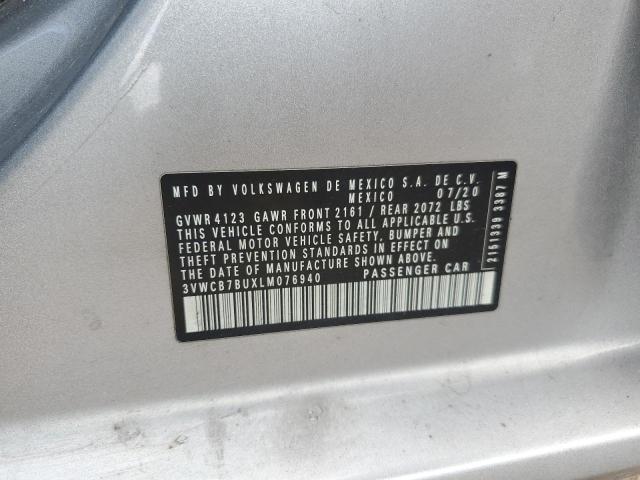 MFD BY VOLKSWAGEN DE MEXICO S.A. DE C.V.
MEXICO 07/20
GVWR 4123 GAWR FRONT 2161 / REAR 2072 LBS
THIS VEHICLE CONFORMS TO ALL APPLICABLE U.S.
FEDERAL MOTOR VEHICLE SAFETY, BUMPER AND
THEFT PREVENTION STANDARDS IN EFFECT ON
THE DATE OF MANUFACTURE SHOWN ABOVE.
3VWCB7BUXLM076940 PASSENGER CAR
2151339 3387 M